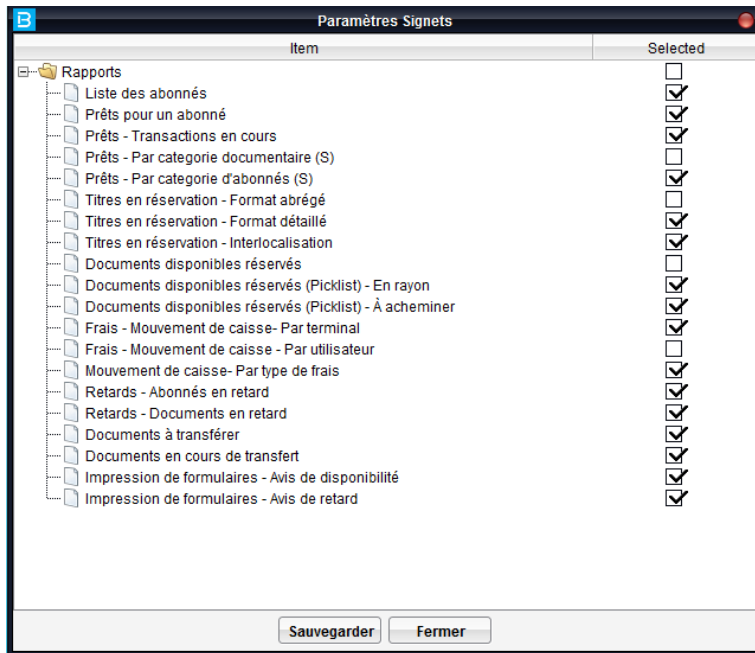 B Paramètres Signets
Item Selected
Rapports
Liste des abonnés
Prêts pour un abonné
Prêts - Transactions en cours
Prêts - Par categorie documentaire (S)
Prêts - Par categorie d'abonnés (S)
Titres en réservation - Format abrégé
Titres en réservation - Format détaillé
Titres en réservation - Interlocalisation
Documents disponibles réservés
Documents disponibles réservés (Picklist) - En rayon
Documents disponibles réservés (Picklist) - À acheminer
Frais - Mouvement de caisse- Par terminal
Frais - Mouvement de caisse - Par utilisateur
Mouvement de caisse- Par type de frais
Retards - Abonnés en retard
Retards - Documents en retard
Documents à transférer
Documents en cours de transfert
Impression de formulaires - Avis de disponibilité
Impression de formulaires - Avis de retard
Sauvegarder Fermer